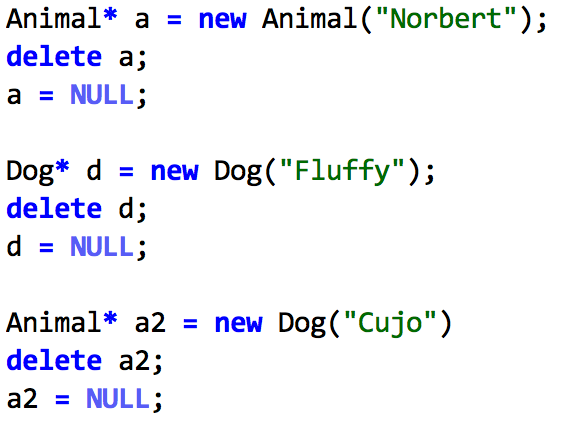 Animal* a = new Animal("Norbert");
delete a;
a = NULL;
Dog* d = new Dog("Fluffy");
delete d;
d = NULL;
Animal* a2 = new Dog("Cujo")
delete a2;
a2 = NULL;